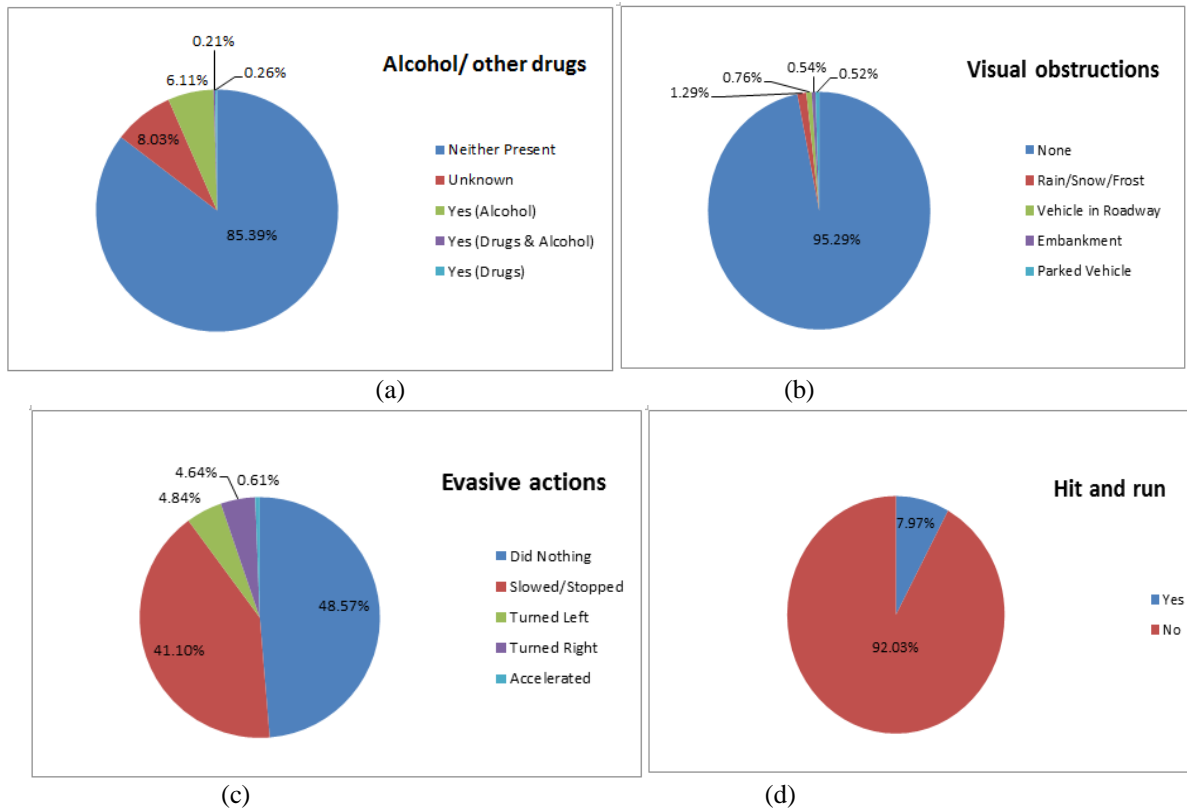 Alcohol/ other drugs
0.21%
0.26%
6.11%
8.03%
85.39%
Neither Present
Unknown
Yes (Alcohol)
Yes (Drugs & Alcohol)
Yes (Drugs)
(a)
Visual obstructions
0.54%
0.52%
0.76%
1.29%
95.29%
None
Rain/Snow/Frost
Vehicle in Roadway
Embankment
Parked Vehicle
(b)
Evasive actions
4.64%
0.61%
4.84%
48.57%
41.10%
Did Nothing
Slowed/Stopped
Turned Left
Turned Right
Accelerated
(c)
Hit and run
7.97%
92.03%
Yes
No
(d)